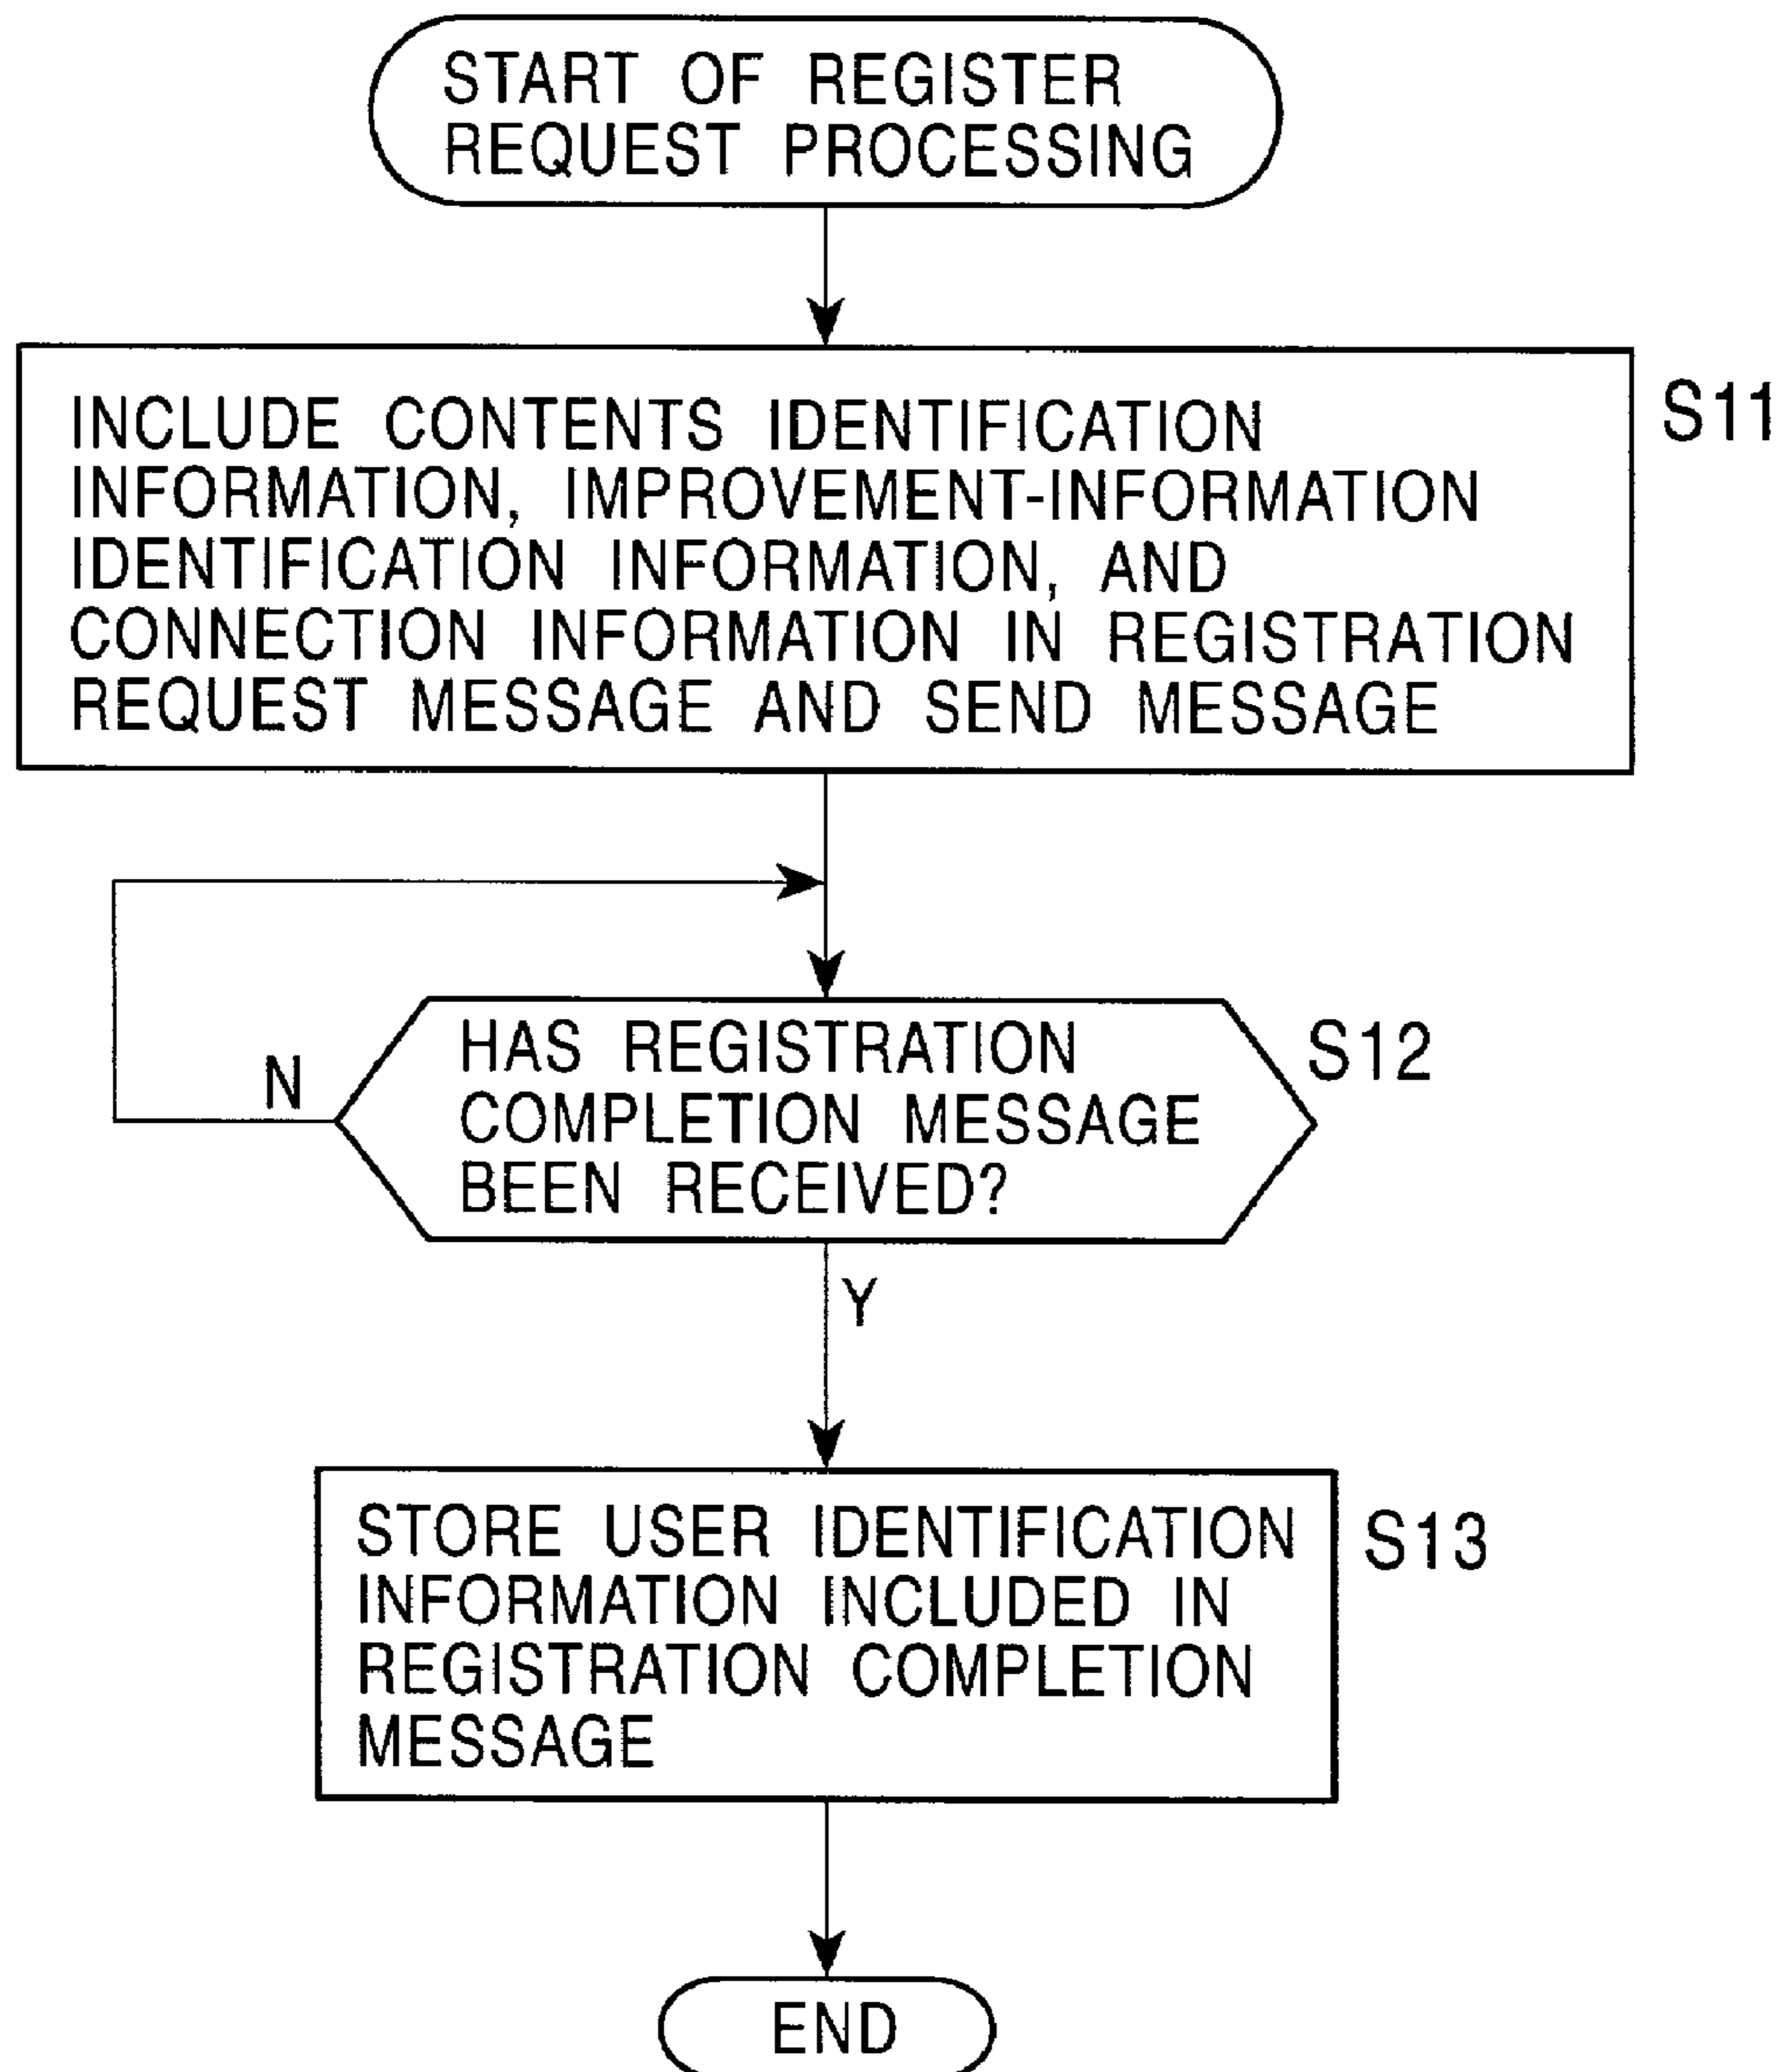 START OF REGISTER
REQUEST PROCESSING
INCLUDE CONTENTS IDENTIFICATION
INFORMATION, IMPROVEMENT-INFORMATION
IDENTIFICATION INFORMATION, AND
CONNECTION INFORMATION IN REGISTRATION
REQUEST MESSAGE AND SEND MESSAGE
S11
HAS REGISTRATION
COMPLETION MESSAGE
BEEN RECEIVED?
S12
N
Y
STORE USER IDENTIFICATION
INFORMATION INCLUDED IN
REGISTRATION COMPLETION
MESSAGE
S13
END